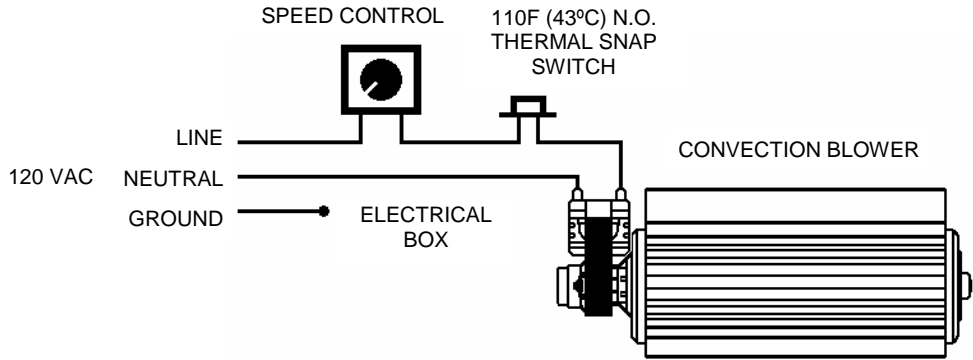 SPEED CONTROL
110F (43ºC) N.O.
THERMAL SNAP
SWITCH
LINE
CONVECTION BLOWER
120 VAC
NEUTRAL
GROUND
ELECTRICAL
BOX